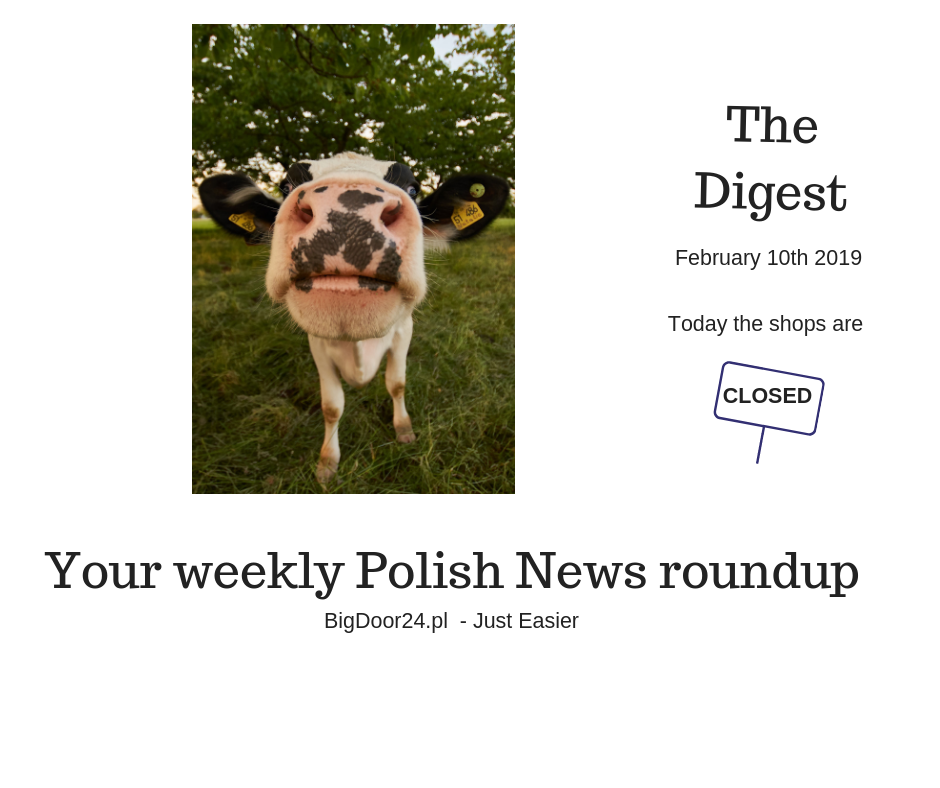 The
Digest
February 10th 2019
Today the shops are
CLOSED
Your weekly Polish News roundup
BigDoor24.pl - Just Easier